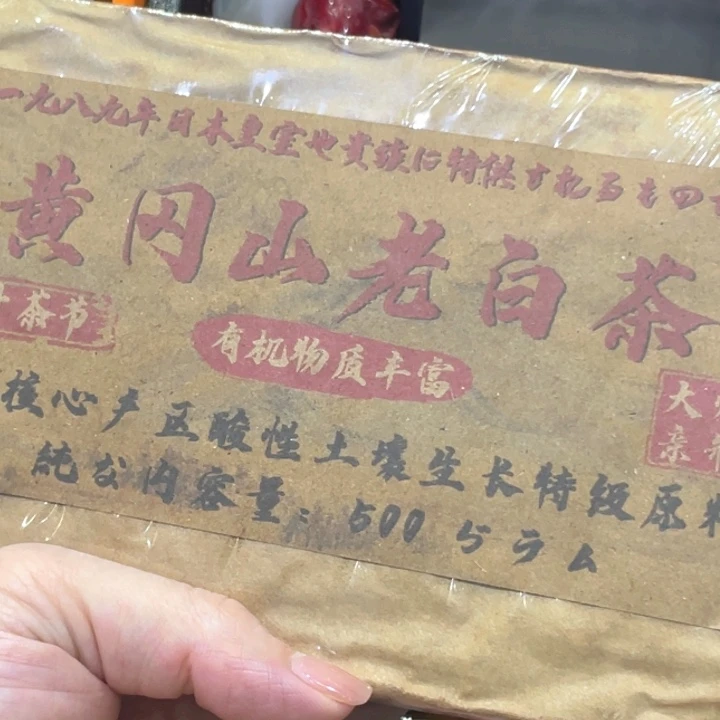 一九八九年日本皇室や貴族に特供するもの
黄冈山老白茶
茶节
有机物质丰富
大
亲
核心产区酸性土壤生长特级原料
純な内容量：500ぢラム